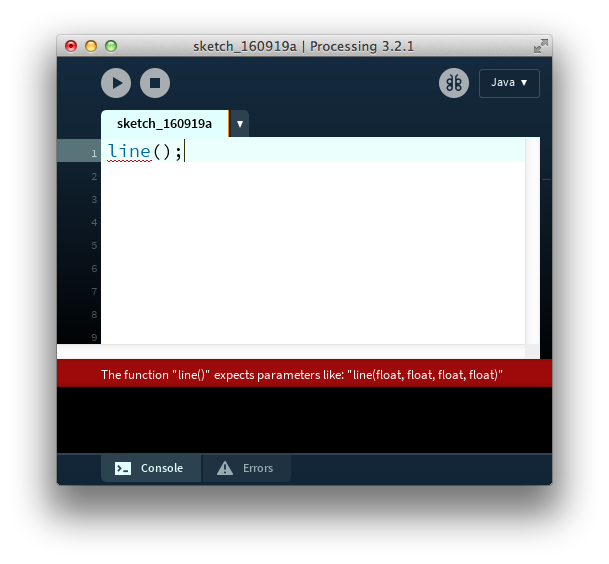 sketch_160919a | Processing 3.2.1
Java ▼
sketch_160919a ▼
1 line();
2
3
4
5
6
7
8
9
The function "line()" expects parameters like: "line(float, float, float, float)"
Console Errors